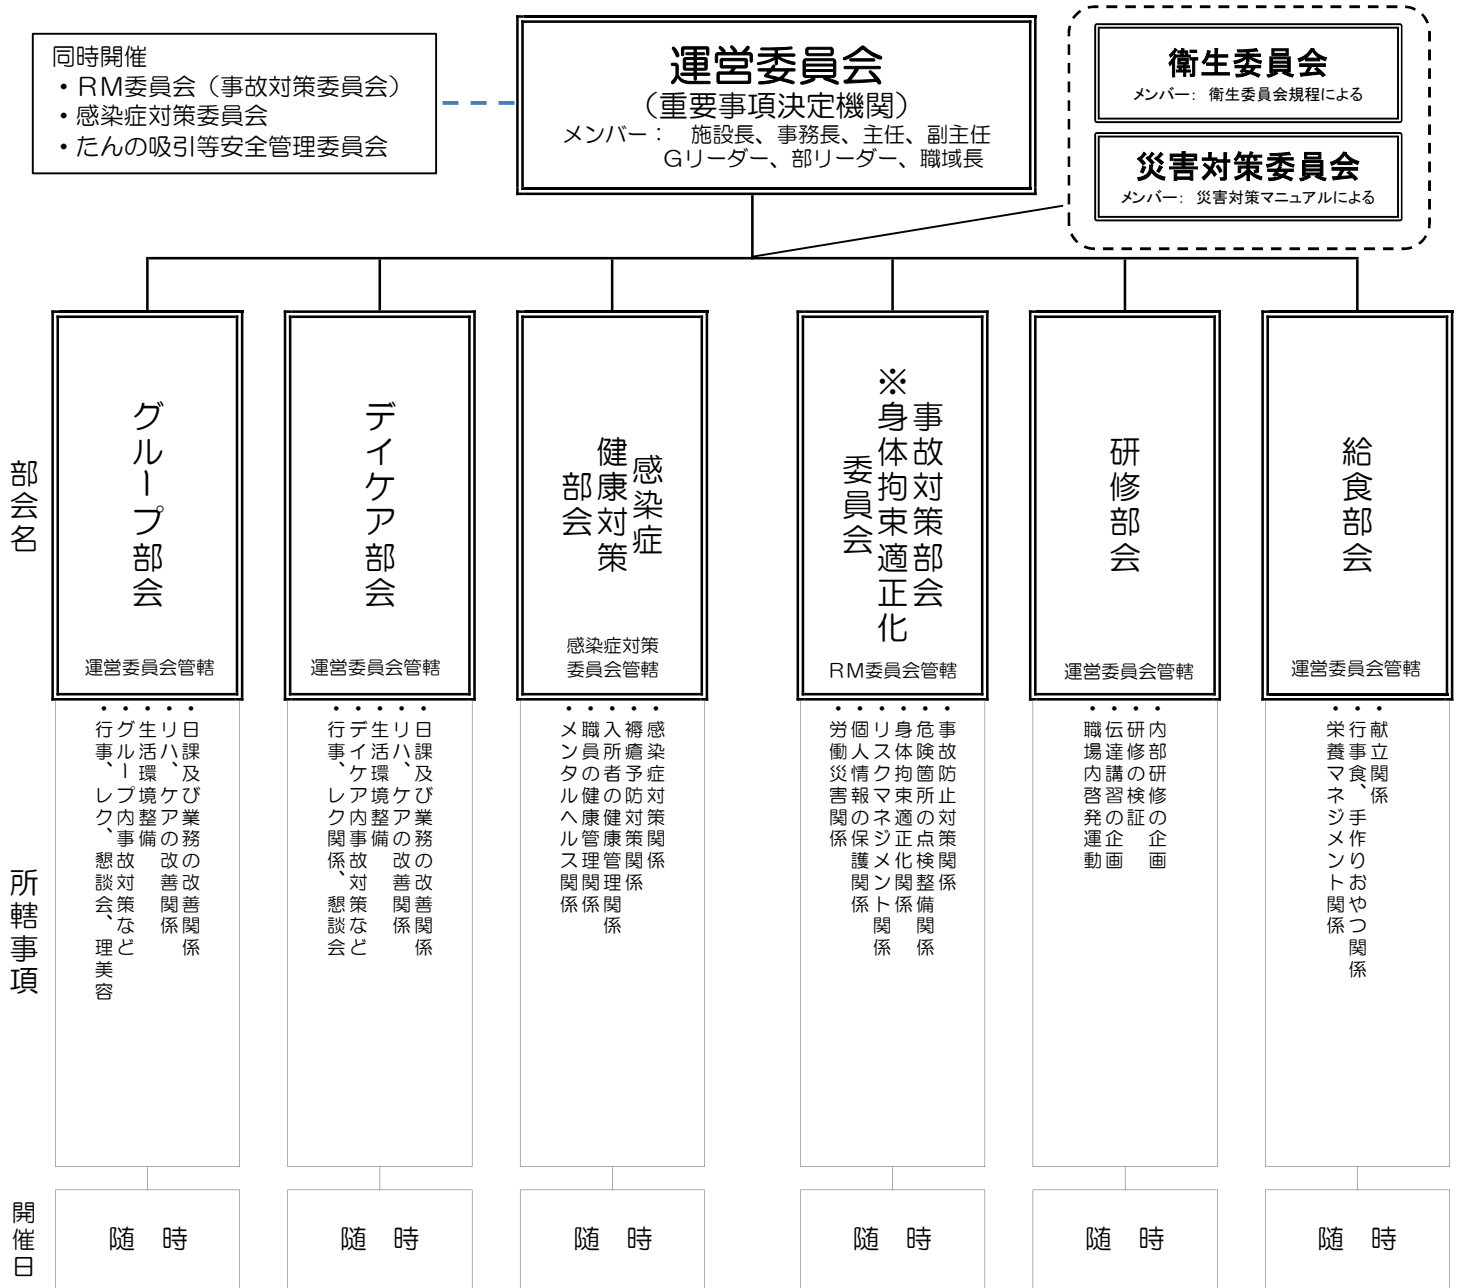 同時開催
・RM委員会（事故対策委員会）
・感染症対策委員会
・たんの吸引等安全管理委員会
運営委員会
（重要事項決定機関）
メンバー：　施設長、事務長、主任、副主任
Gリーダー、部リーダー、職域長
衛生委員会
メンバー：　衛生委員会規程による
災害対策委員会
メンバー：　災害対策マニュアルによる
部会名
グループ部会
運営委員会管轄
デイケア部会
運営委員会管轄
感染症
健康対策
部会
感染症対策
委員会管轄
事故対策部会
※身体拘束適正化
委員会
RM委員会管轄
研修部会
運営委員会管轄
給食部会
運営委員会管轄
所轄事項
・日課及び業務の改善関係
・リハ、ケアの改善関係
・生活環境整備
・グループ内事故対策など
・行事、レク、懇談会、理美容
・日課及び業務の改善関係
・リハ、ケアの改善関係
・生活環境整備
・デイケア内事故対策など
・行事、レク関係、懇談会
・感染症対策関係
・褥瘡予防対策関係
・入所者の健康管理関係
・職員の健康管理関係
・メンタルヘルス関係
・事故防止対策関係
・危険箇所の点検整備関係
・身体拘束適正化関係
・リスクマネジメント関係
・個人情報の保護関係
・労働災害関係
・内部研修の企画
・研修の検証
・伝達講習の企画
・職場内啓発運動
・献立関係
・行事食、手作りおやつ関係
・栄養マネジメント関係
開催日
随　時
随　時
随　時
随　時
随　時
随　時